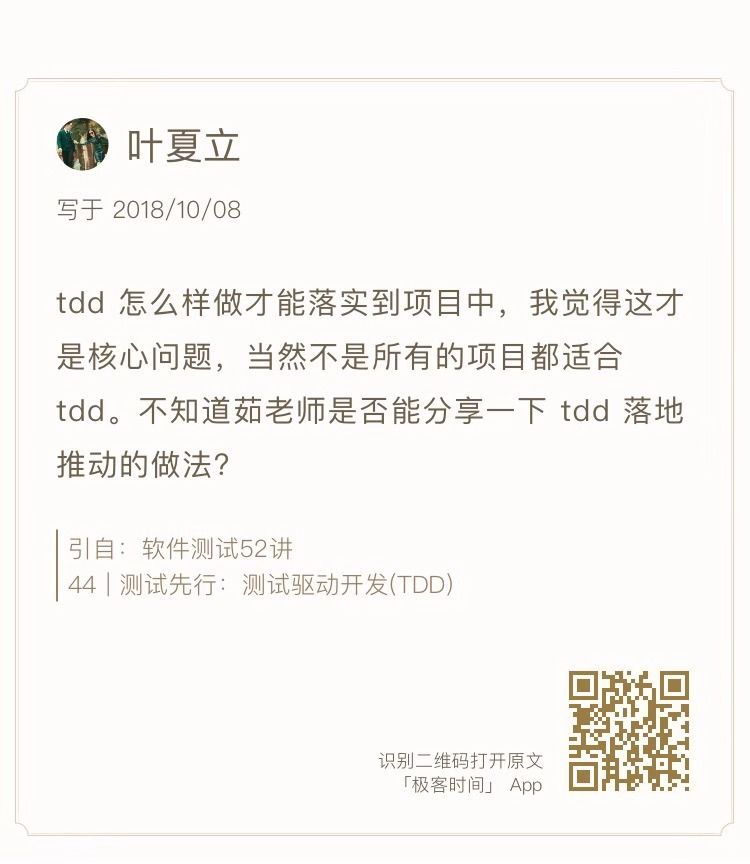 叶夏立
写于 2018/10/08
tdd 怎么样做才能落实到项目中，我觉得这才
是核心问题，当然不是所有的项目都适合
tdd。不知道茹老师是否能分享一下 tdd 落地
推动的做法？
引自：软件测试52讲
44 | 测试先行：测试驱动开发(TDD)
识别二维码打开原文
「极客时间」 App